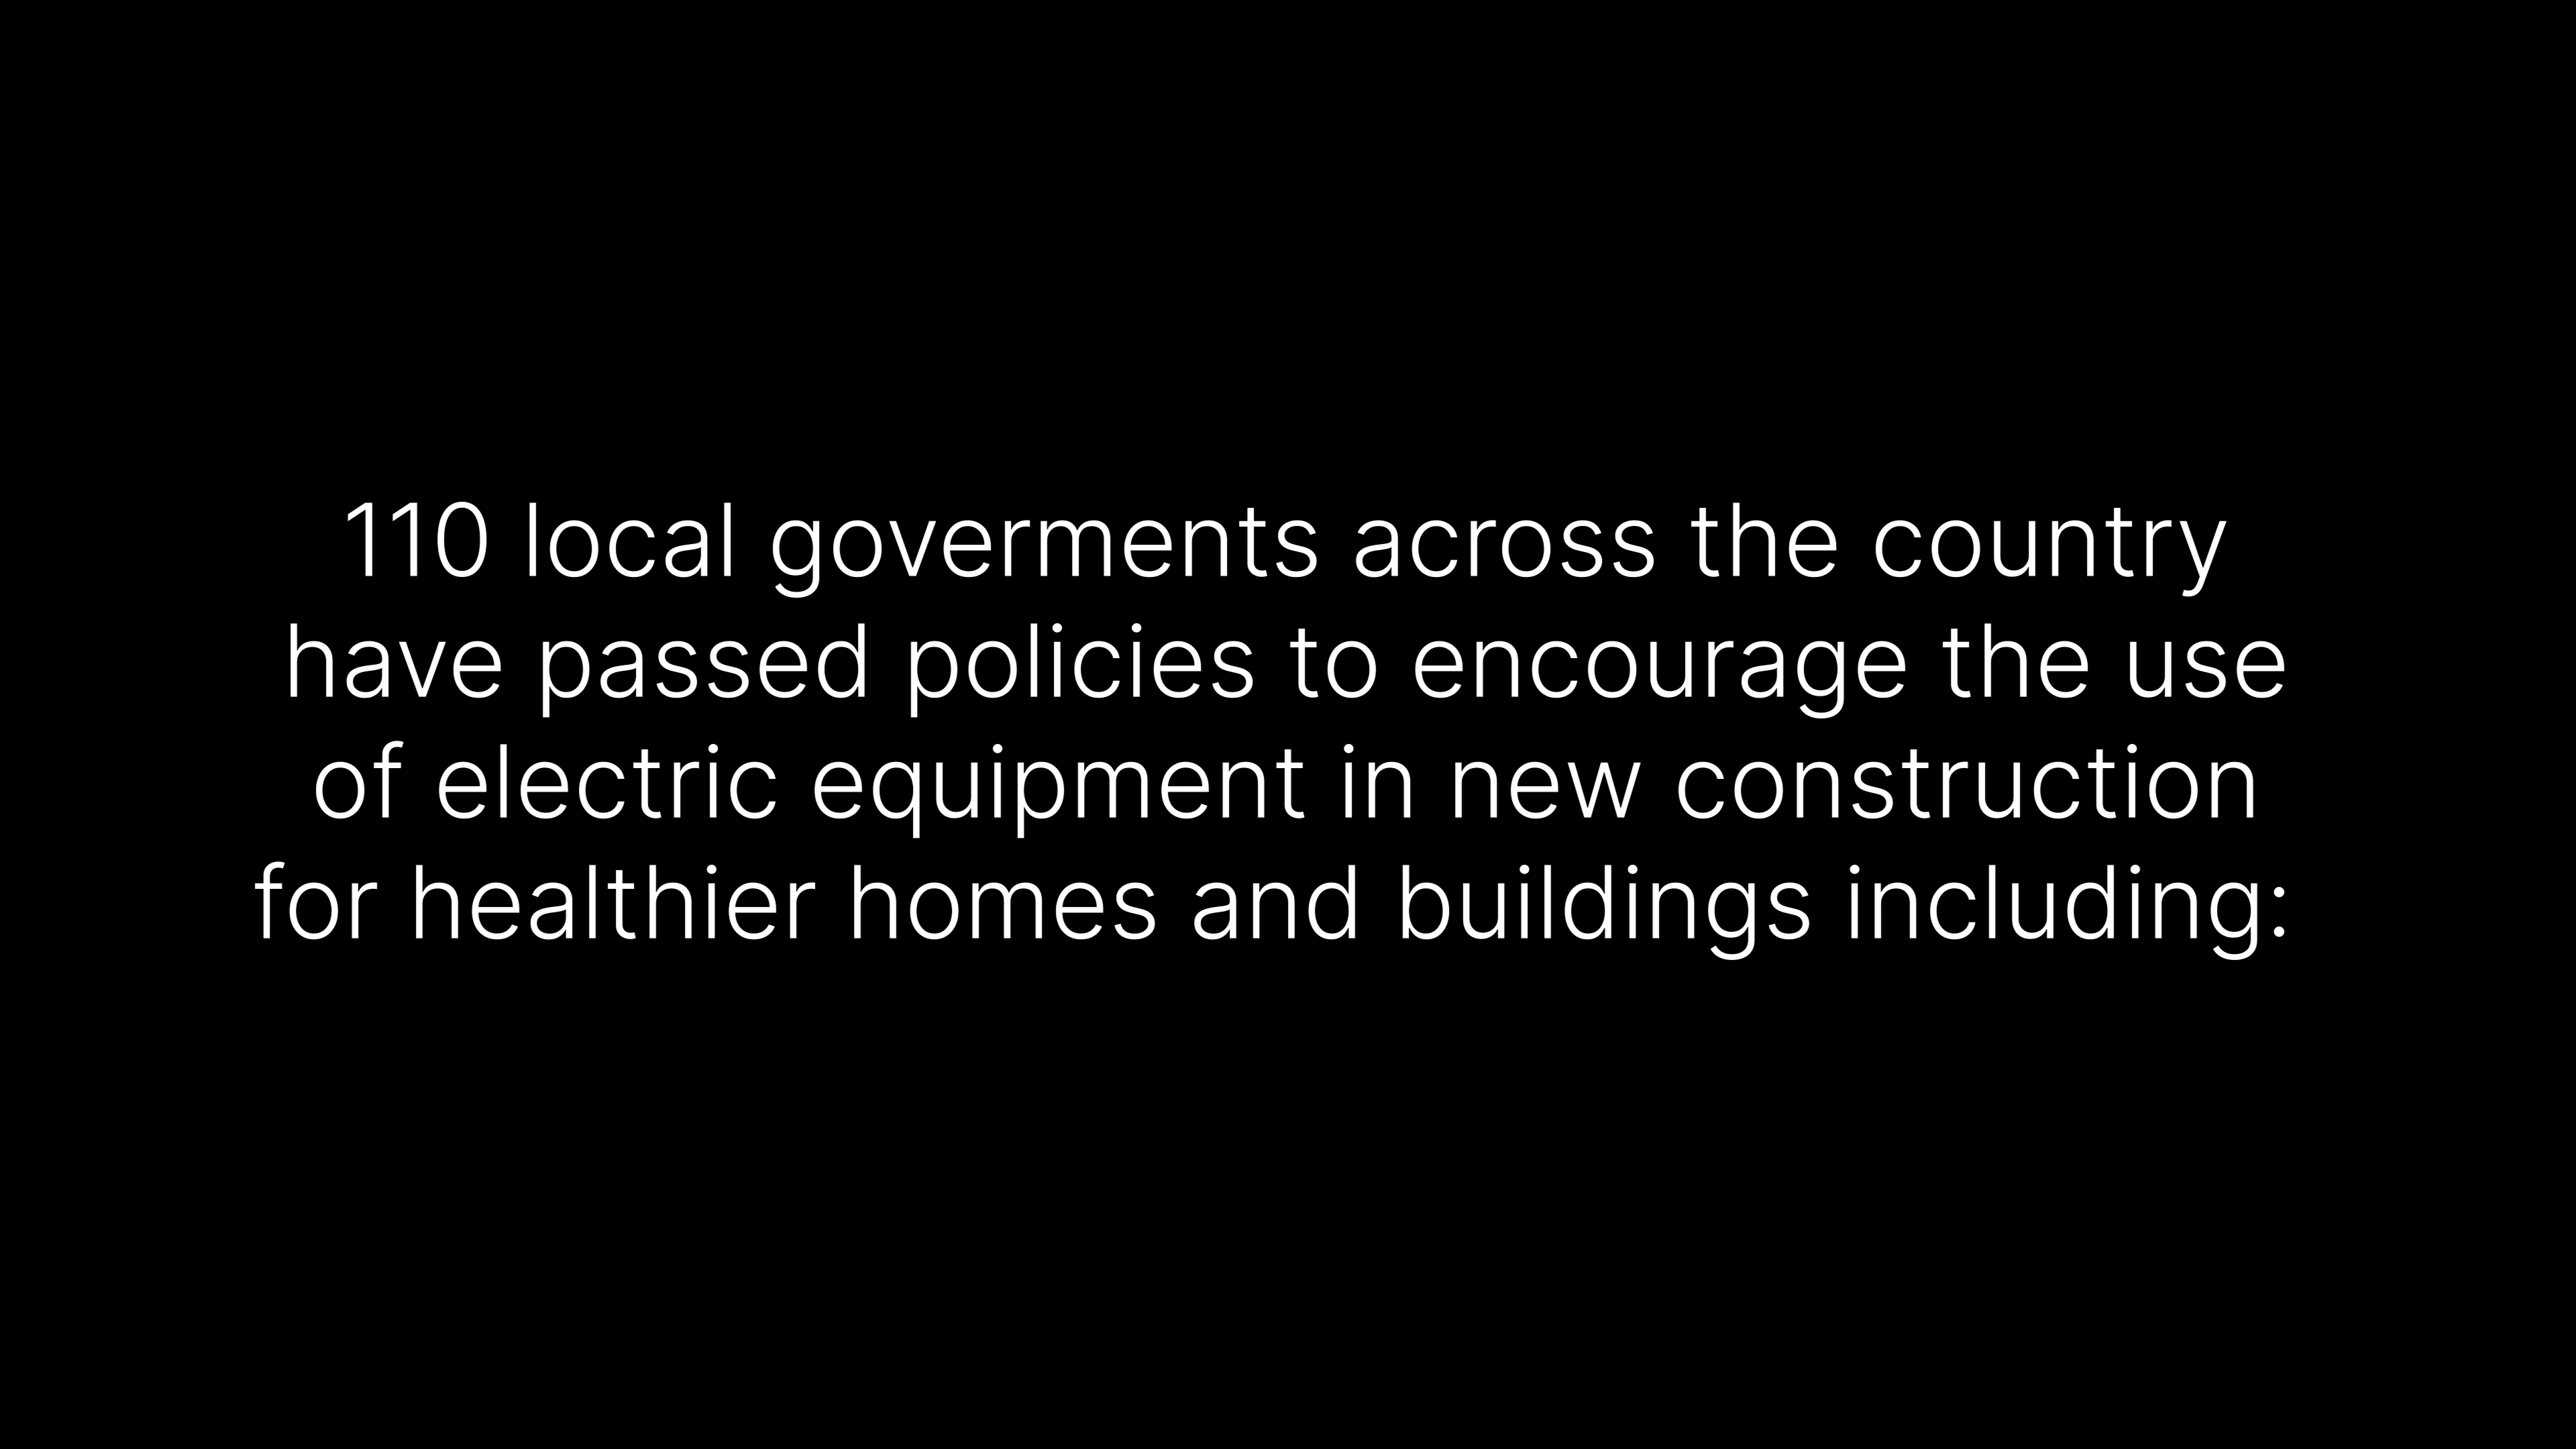 110 local goverments across the country
have passed policies to encourage the use
of electric equipment in new construction
for healthier homes and buildings including: